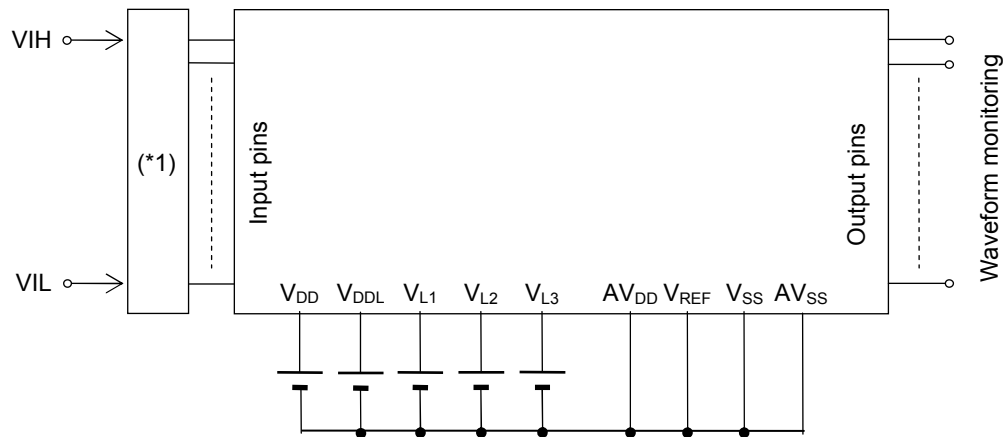 VIH
(*1)
VIL
Input pins
Output pins
Waveform monitoring
VDD VDDL VL1 VL2 VL3 AVDD VREF VSS AVSS